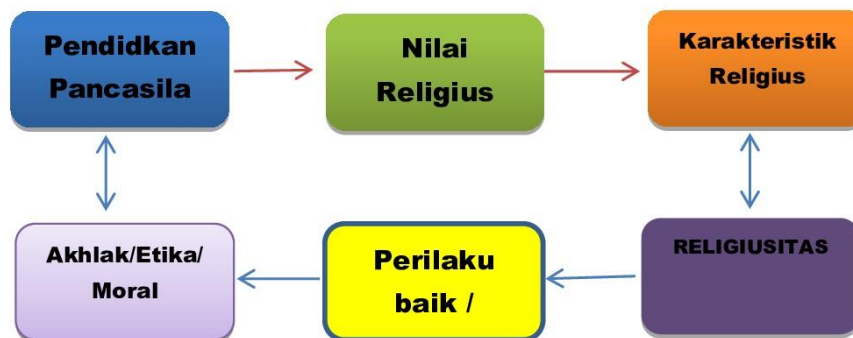 Pendidkan
Pancasila
Nilai
Religius
Karakteristik
Religius
Akhlak/Etika/
Moral
Perilaku
baik /
RELIGIUSITAS